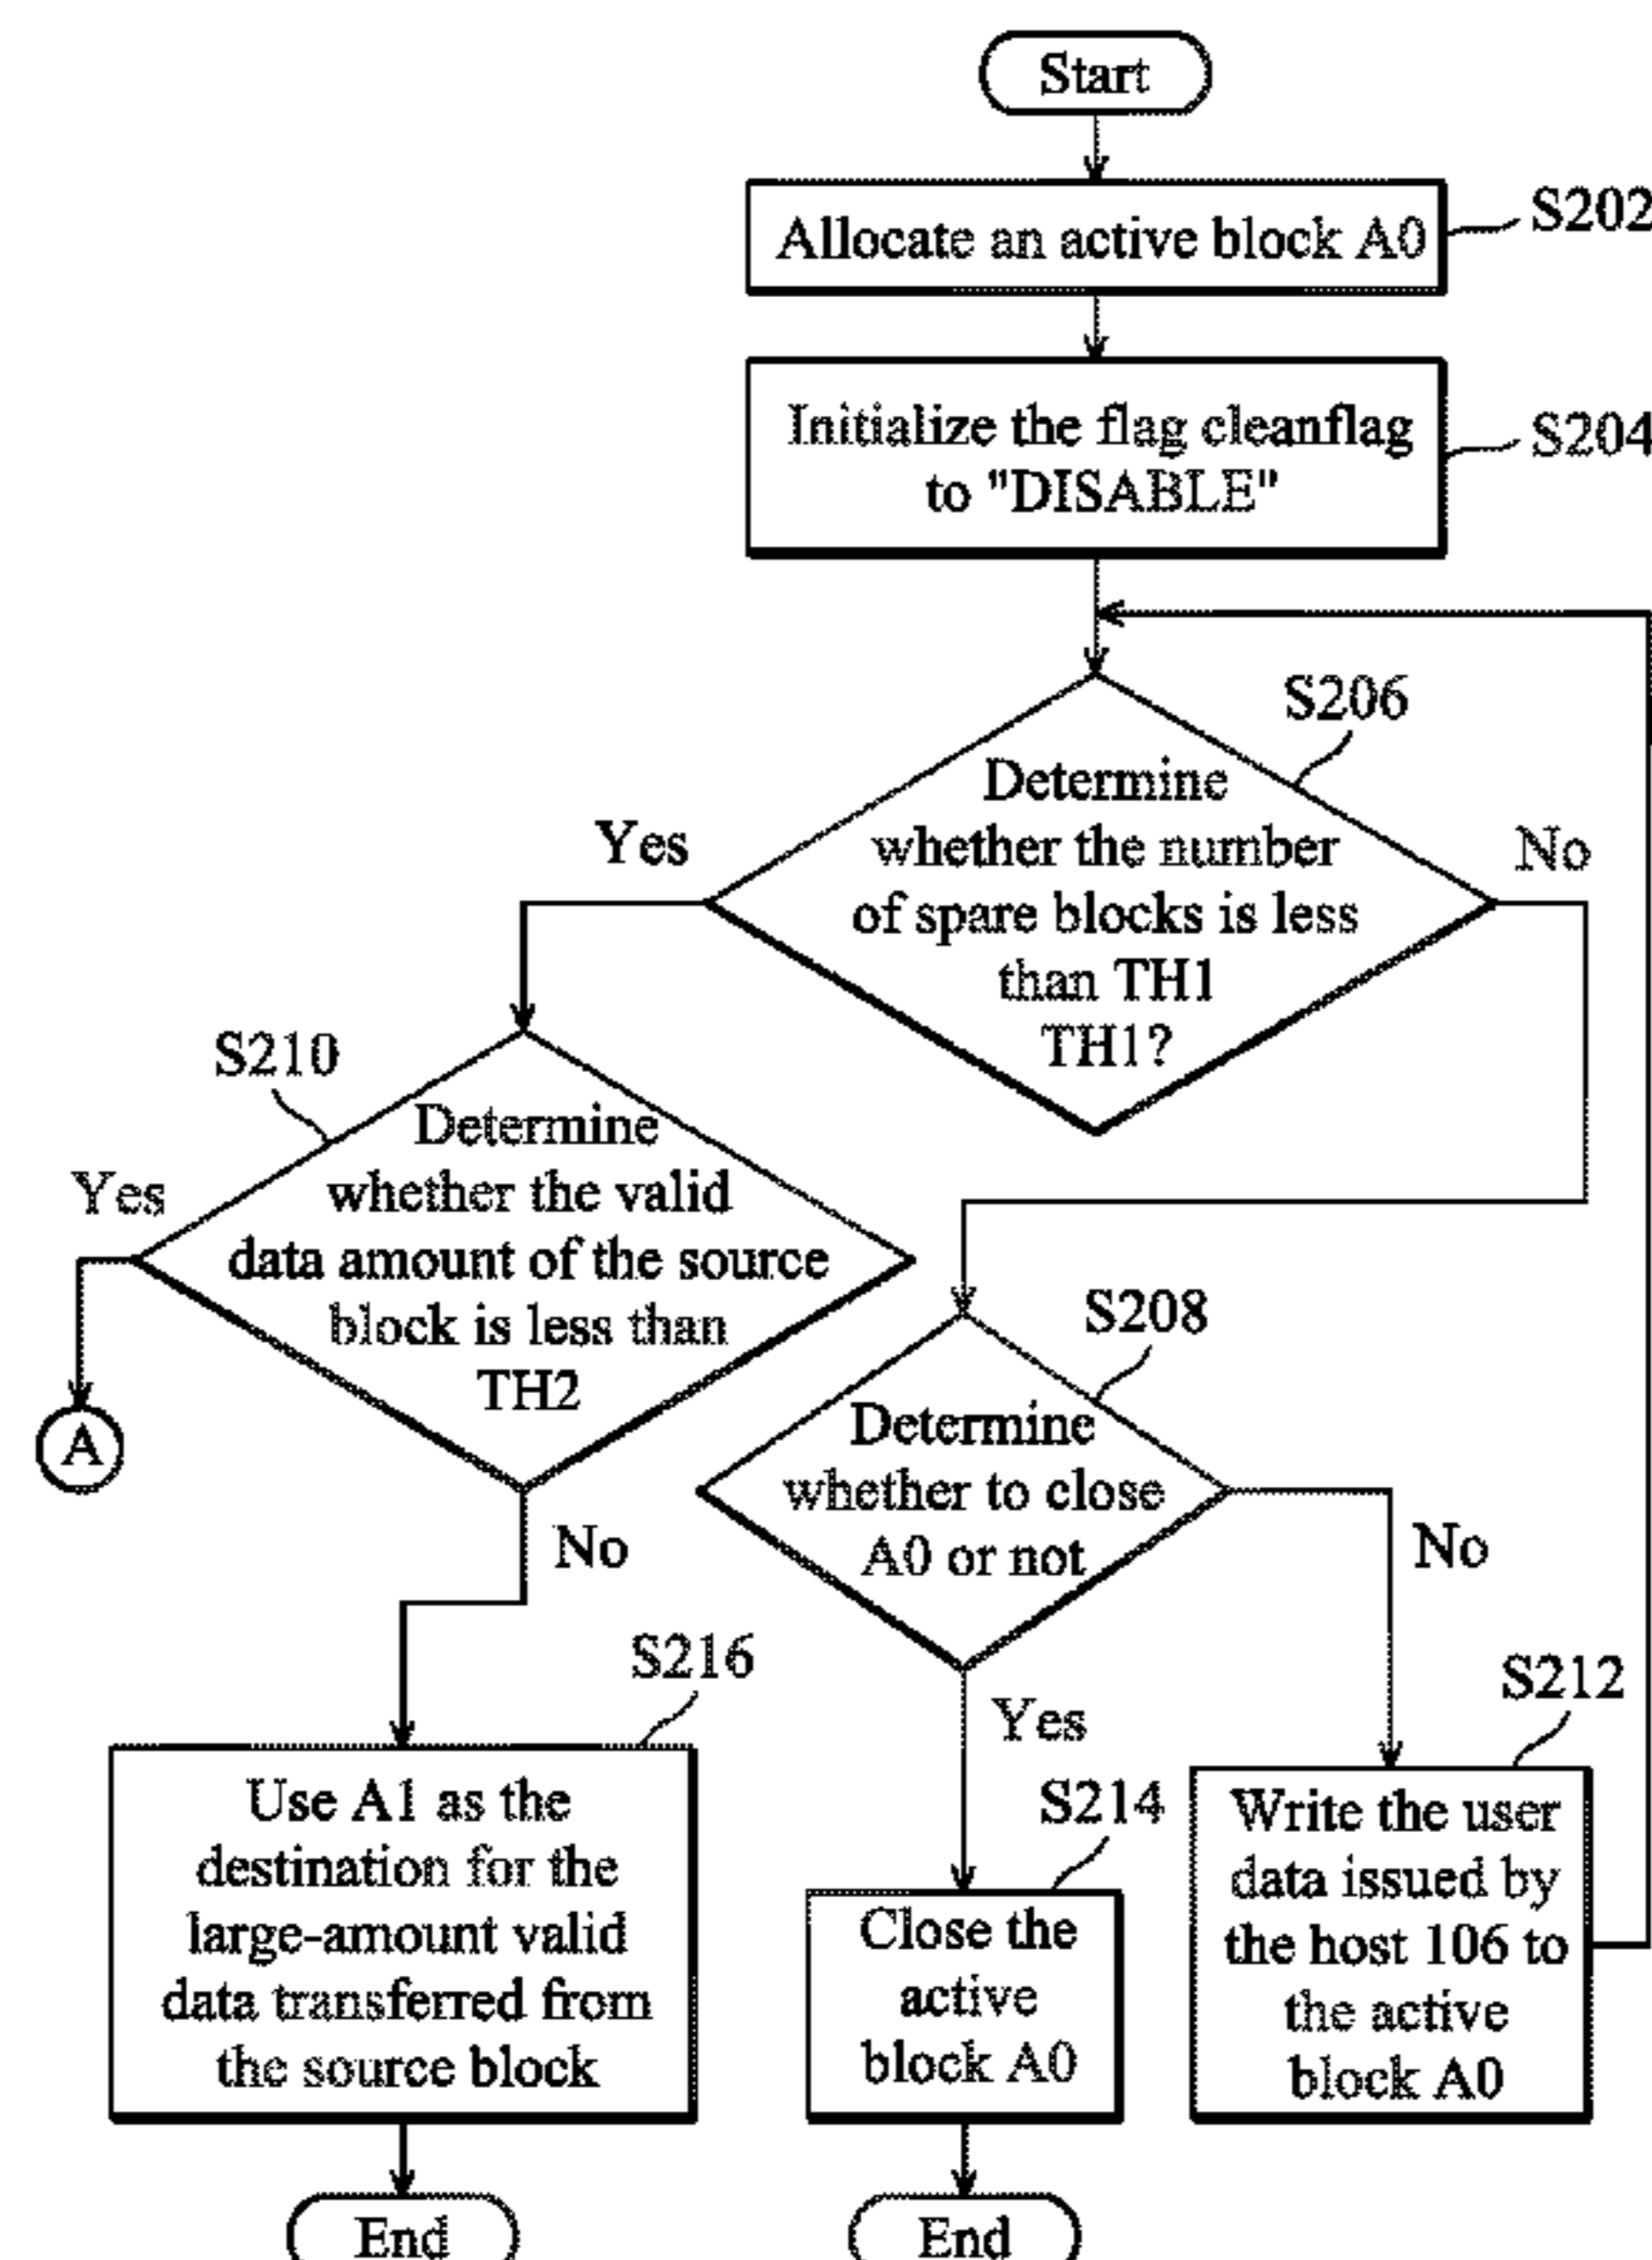 Start
Allocate an active block A0
S202
Initialize the flag cleanflag
to "DISABLE"
S204
S206
Determine
whether the number
of spare blocks is less
than TH1
TH1?
Yes
No
S210
Determine
whether the valid
data amount of the source
block is less than
TH2
Yes
A
No
S208
Determine
whether to close
A0 or not
No
Yes
S216
Use A1 as the
destination for the
large-amount valid
data transferred from
the source block
S214
Close the
active
block A0
S212
Write the user
data issued by
the host 106 to
the active
block A0
End
End